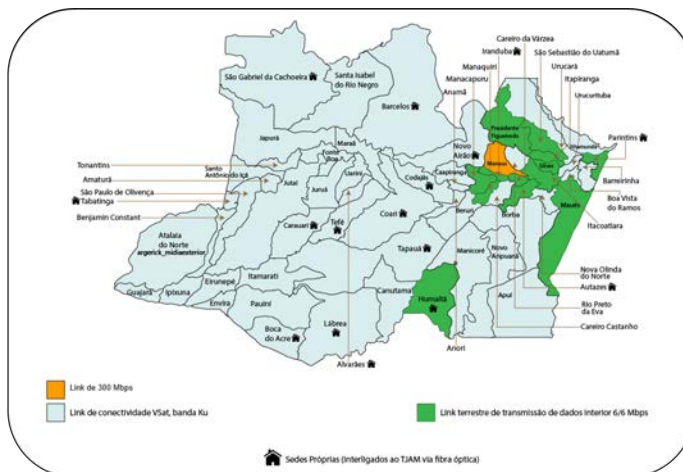 Careiro da Várzea
Iranduba
São Sebastião do Uatumã
Manaquiri
Urucará
Manacapuru
Itapiranga
Anamã
Urucurituba
São Gabriel da Cachoeira
Santa Isabel
do Rio Negro
Barcelos
Presidente
Figueiredo
Parintins
Japurã
Maraã
Novo
Airão
Manaus
Silves
Nhamundá
Tonantins
Santo
Antônio do Içá
Fonte
Boa
Uarini
Codajás
Caapiranga
Barreirinha
Amaturá
Jutaí
São Paulo de Olivença
Juruá
Boa Vista
do Ramos
Tabatinga
Maués
Benjamin Constant
Carauari
Tefé
Coari
Beruri
Borba
Itacoatiara
Atalaia
do Norte
argerick_midiaexterior
Tapauá
Manicoré
Novo
Aripuanã
Nova Olinda
do Norte
Itamarati
Autazes
Guajará
Ipixuna
Eirunepé
Canutama
Humaitá
Apuí
Rio Preto
da Eva
Envira
Pauini
Boca
do Acre
Lábrea
Careiro Castanho
Alvarães
Anori
Link de 300 Mbps
Link de conectividade VSat, banda Ku
Link terrestre de transmissão de dados interior 6/6 Mbps
Sedes Próprias (Interligados ao TJAM via fibra óptica)